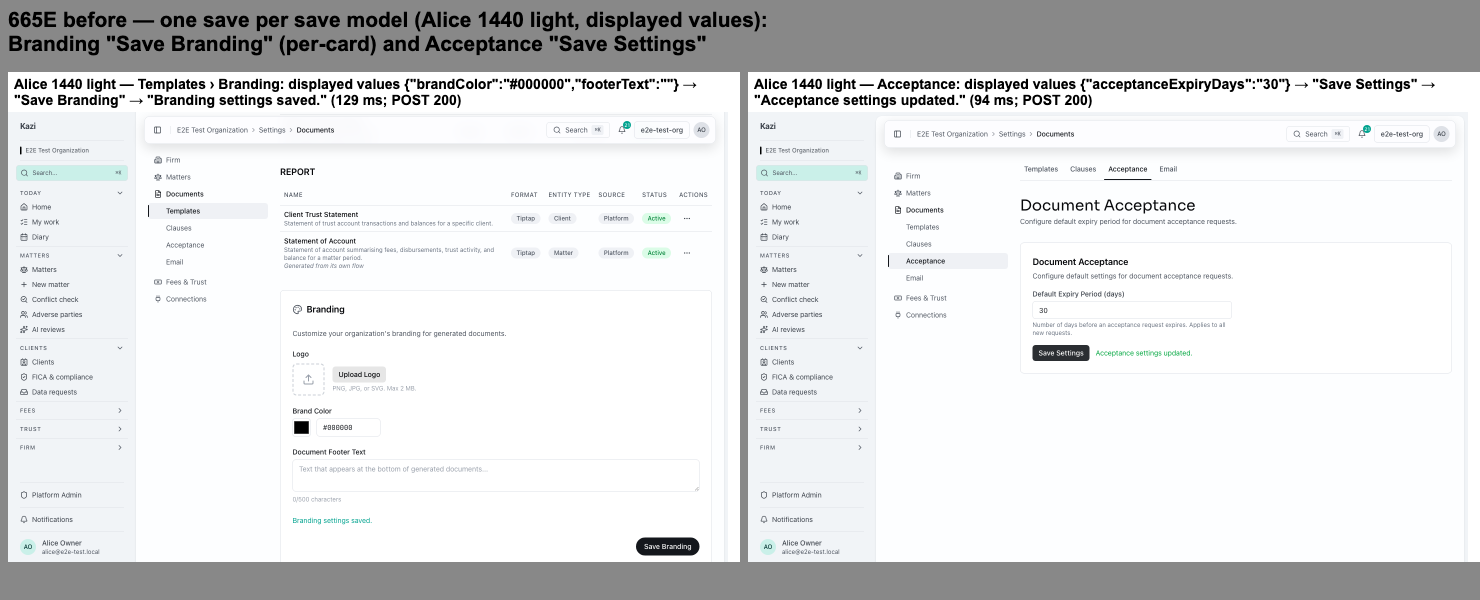 665E before — one save per save model (Alice 1440 light, displayed values):
Branding "Save Branding" (per-card) and Acceptance "Save Settings"
Alice 1440 light — Templates › Branding: displayed values {"brandColor":"#000000","footerText":""} →
"Save Branding" → "Branding settings saved." (129 ms; POST 200)
Kazi
E2E Test Organization
Search... ⌘K
TODAY
Home
My work
Diary
MATTERS
Matters
New matter
Conflict check
Adverse parties
AI reviews
CLIENTS
Clients
FICA & compliance
Data requests
FEES
TRUST
FIRM
Platform Admin
Notifications
AO Alice Owner
alice@e2e-test.local
E2E Test Organization > Settings > Documents
Search ⌘K
e2e-test-org AO
Firm
Matters
Documents
Templates
Clauses
Acceptance
Email
Fees & Trust
Connections
REPORT
NAME FORMAT ENTITY TYPE SOURCE STATUS ACTIONS
Client Trust Statement Tiptap Client Platform Active ...
Statement of trust account transactions and balances for a specific client.
Statement of Account Tiptap Matter Platform Active ...
Statement of account summarising fees, disbursements, trust activity, and
balance for a matter period.
Generated from its own flow
Branding
Customize your organization's branding for generated documents.
Logo
Upload Logo
PNG, JPG, or SVG. Max 2 MB.
Brand Color
#000000
Document Footer Text
Text that appears at the bottom of generated documents...
0/500 characters
Branding settings saved.
Save Branding
Alice 1440 light — Acceptance: displayed values {"acceptanceExpiryDays":"30"} → "Save Settings" →
"Acceptance settings updated." (94 ms; POST 200)
Kazi
E2E Test Organization
Search... ⌘K
TODAY
Home
My work
Diary
MATTERS
Matters
New matter
Conflict check
Adverse parties
AI reviews
CLIENTS
Clients
FICA & compliance
Data requests
FEES
TRUST
FIRM
Platform Admin
Notifications
AO Alice Owner
alice@e2e-test.local
E2E Test Organization > Settings > Documents
Search ⌘K
e2e-test-org AO
Firm
Matters
Documents
Templates
Clauses
Acceptance
Email
Fees & Trust
Connections
Templates Clauses Acceptance Email
Document Acceptance
Configure default expiry period for document acceptance requests.
Document Acceptance
Configure default settings for document acceptance requests.
Default Expiry Period (days)
30
Number of days before an acceptance request expires. Applies to all
new requests.
Save Settings Acceptance settings updated.